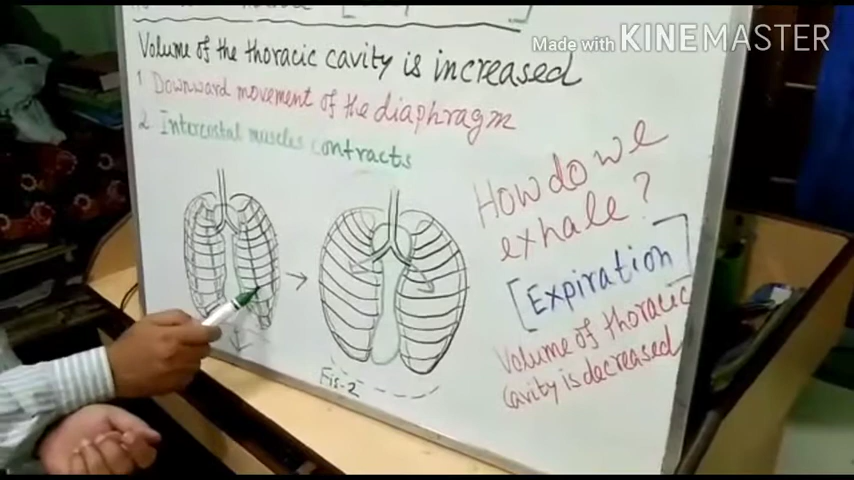 Made with KINEMASTER
Volume of the thoracic cavity is increased
1 Downward movement of the diaphragm
2. Intercostal muscles contracts
How do we
exhale?
[Expiration]
Volume of thoracic
cavity is decreased
Fig-2